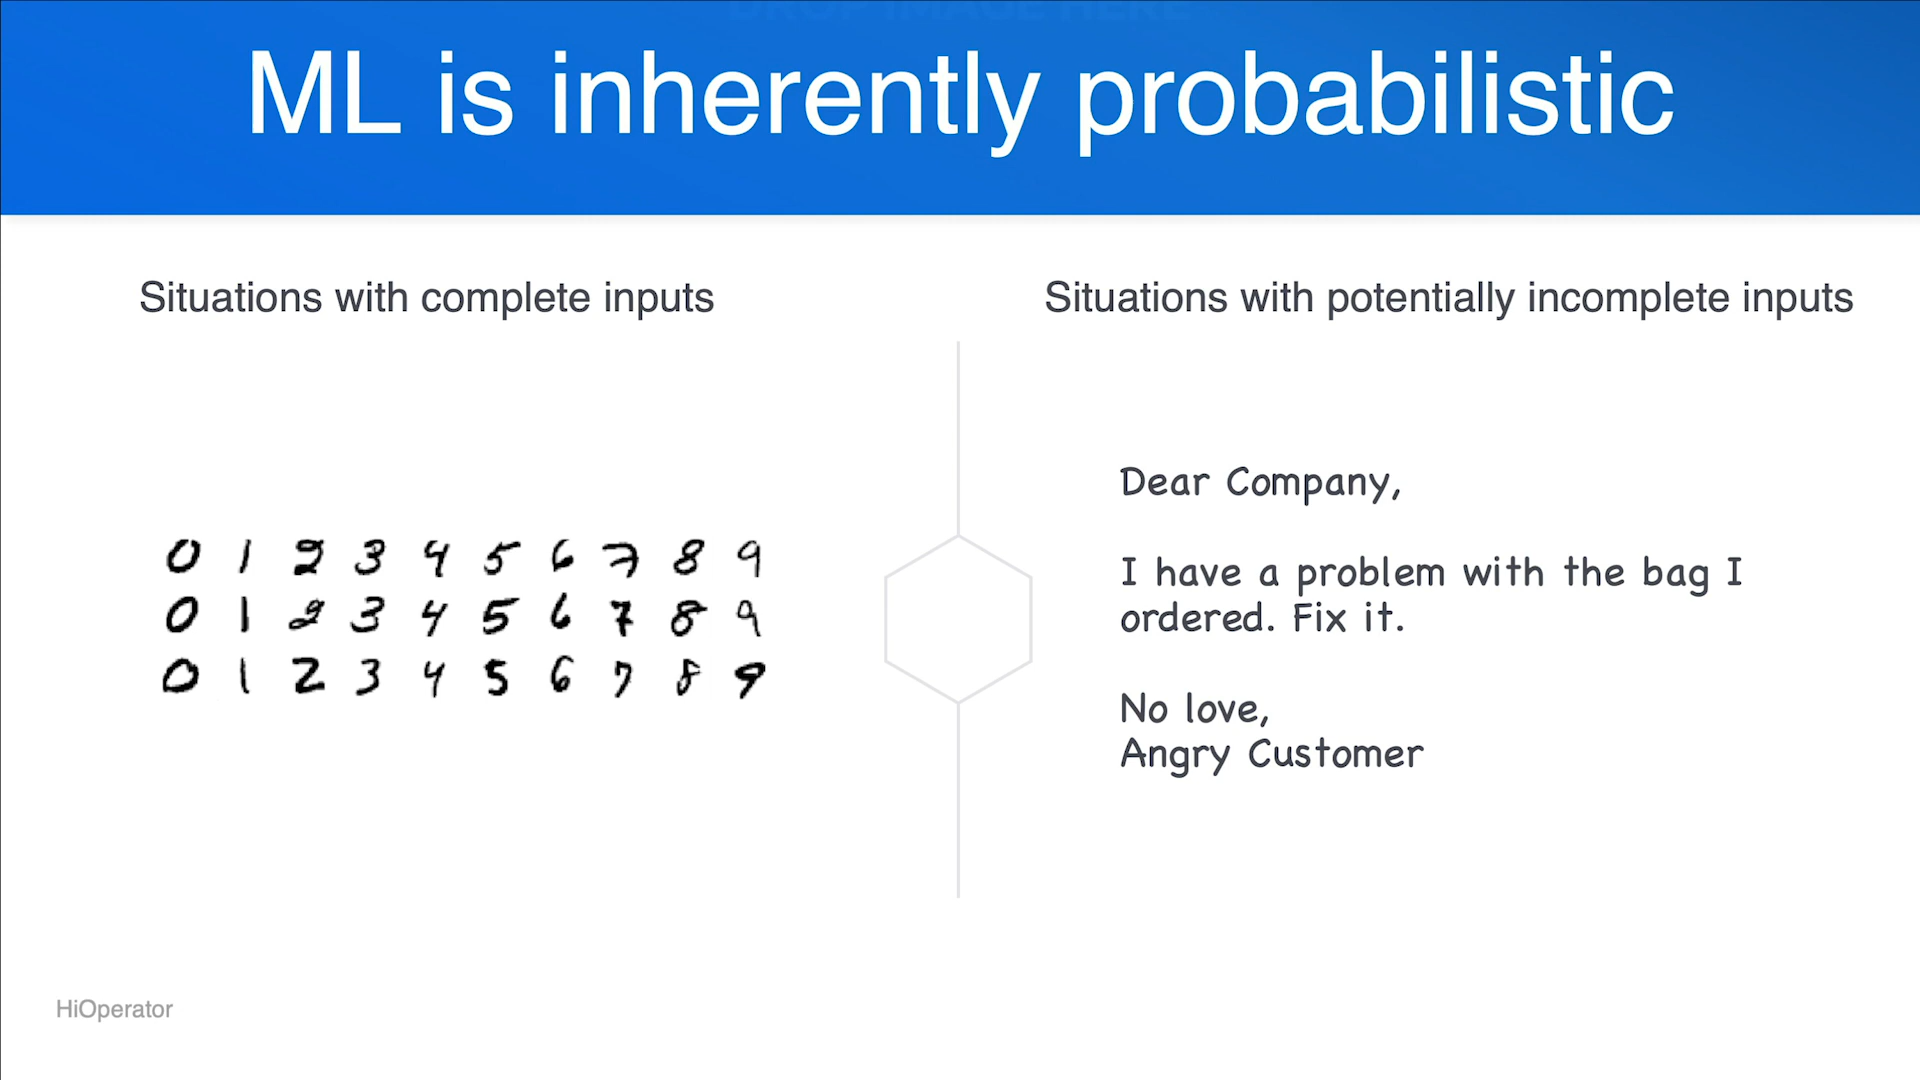 DROP IMAGE HERE
ML is inherently probabilistic
Situations with complete inputs
0 1 2 3 4 5 6 7 8 9
0 1 2 3 4 5 6 7 8 9
0 1 2 3 4 5 6 7 8 9
Situations with potentially incomplete inputs
Dear Company,
I have a problem with the bag I
ordered. Fix it.
No love,
Angry Customer
HiOperator